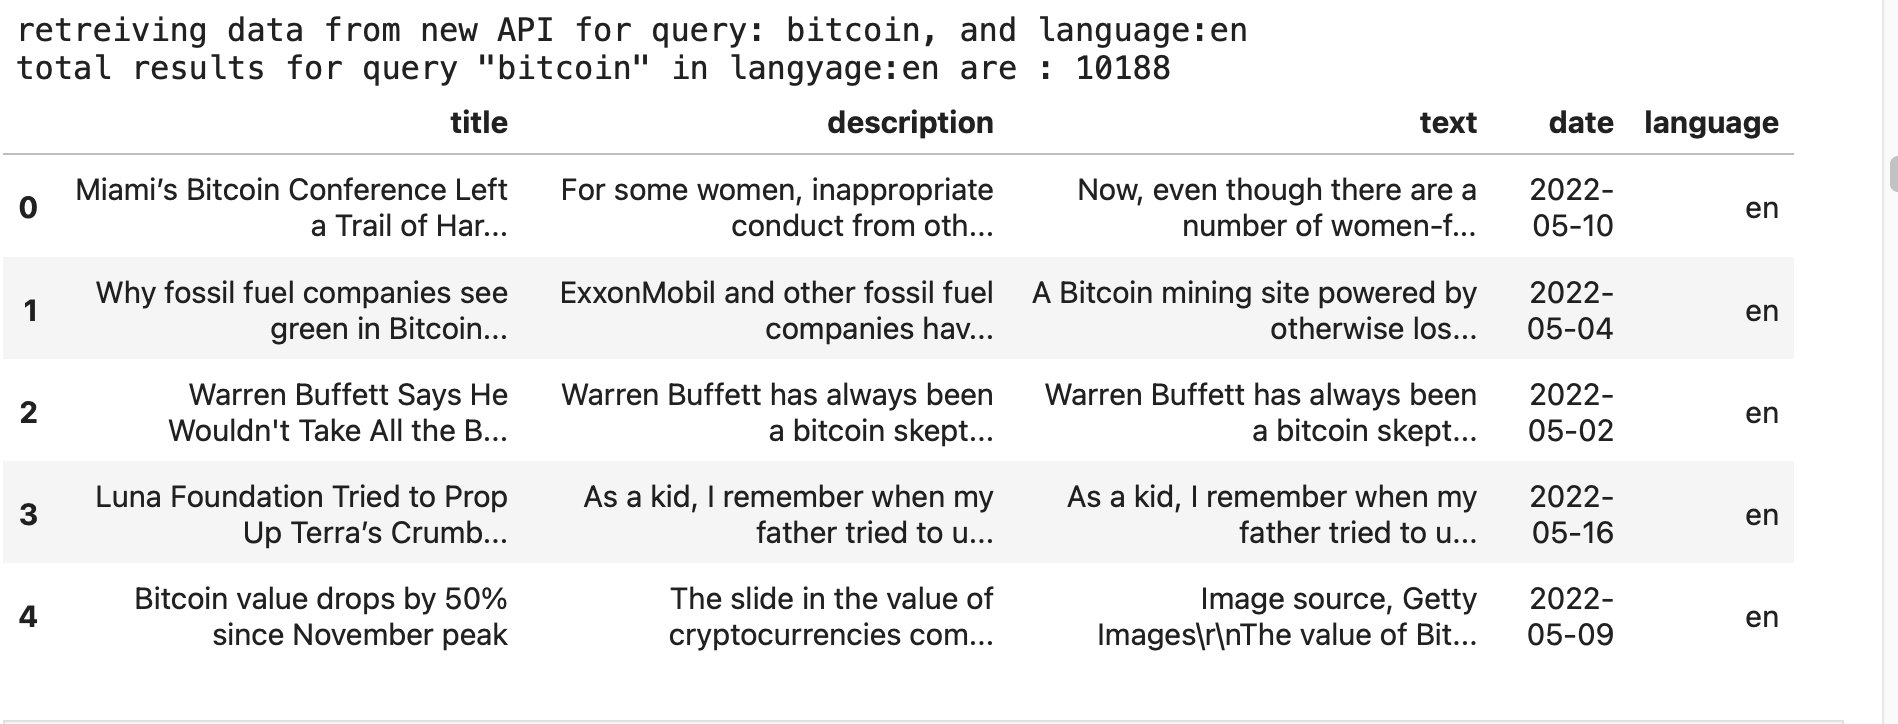 retreiving data from new API for query: bitcoin, and language:en
total results for query "bitcoin" in langyage:en are : 10188
title description text date language
0 Miami’s Bitcoin Conference Left a Trail of Har... For some women, inappropriate conduct from oth... Now, even though there are a number of women-f... 2022-05-10 en
1 Why fossil fuel companies see green in Bitcoin... ExxonMobil and other fossil fuel companies hav... A Bitcoin mining site powered by otherwise los... 2022-05-04 en
2 Warren Buffett Says He Wouldn't Take All the B... Warren Buffett has always been a bitcoin skept... Warren Buffett has always been a bitcoin skept... 2022-05-02 en
3 Luna Foundation Tried to Prop Up Terra’s Crumb... As a kid, I remember when my father tried to u... As a kid, I remember when my father tried to u... 2022-05-16 en
4 Bitcoin value drops by 50% since November peak The slide in the value of cryptocurrencies com... Image source, Getty Images\r\nThe value of Bit... 2022-05-09 en